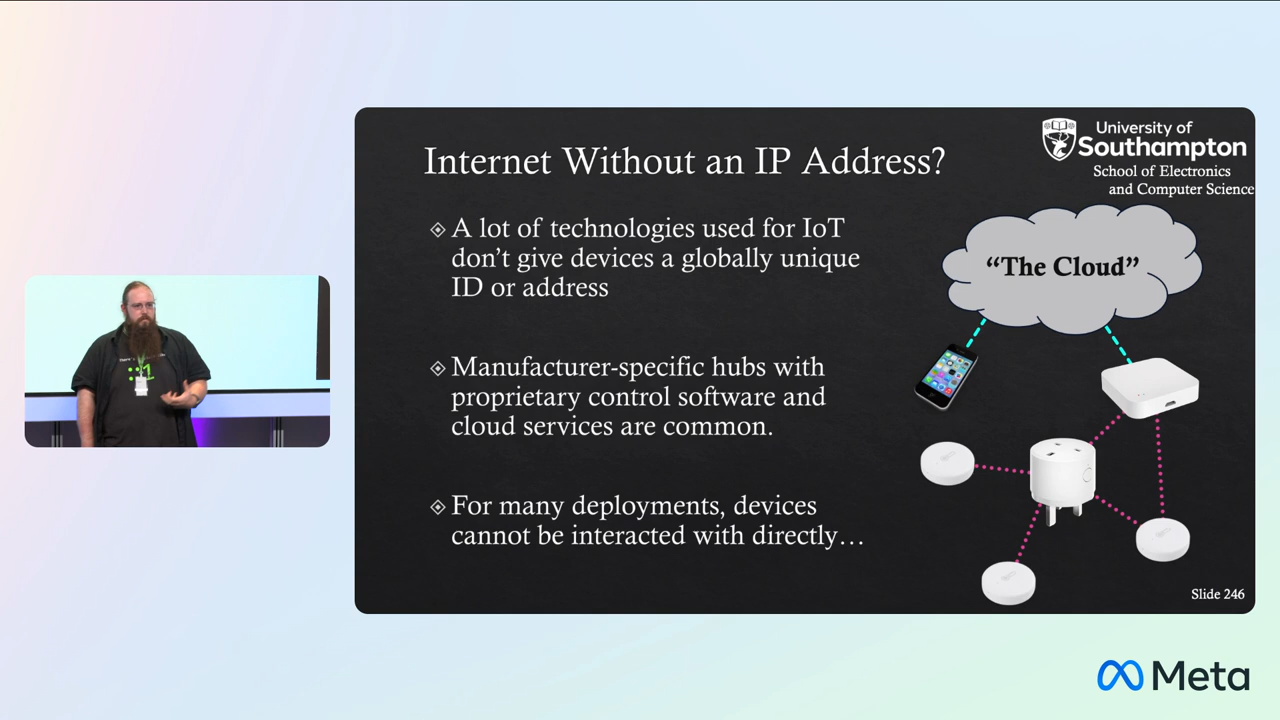 Internet Without an IP Address?
University of
Southampton
School of Electronics
and Computer Science
A lot of technologies used for IoT
don’t give devices a globally unique
ID or address
Manufacturer-specific hubs with
proprietary control software and
cloud services are common.
For many deployments, devices
cannot be interacted with directly…
“The Cloud”
Slide 246
Meta